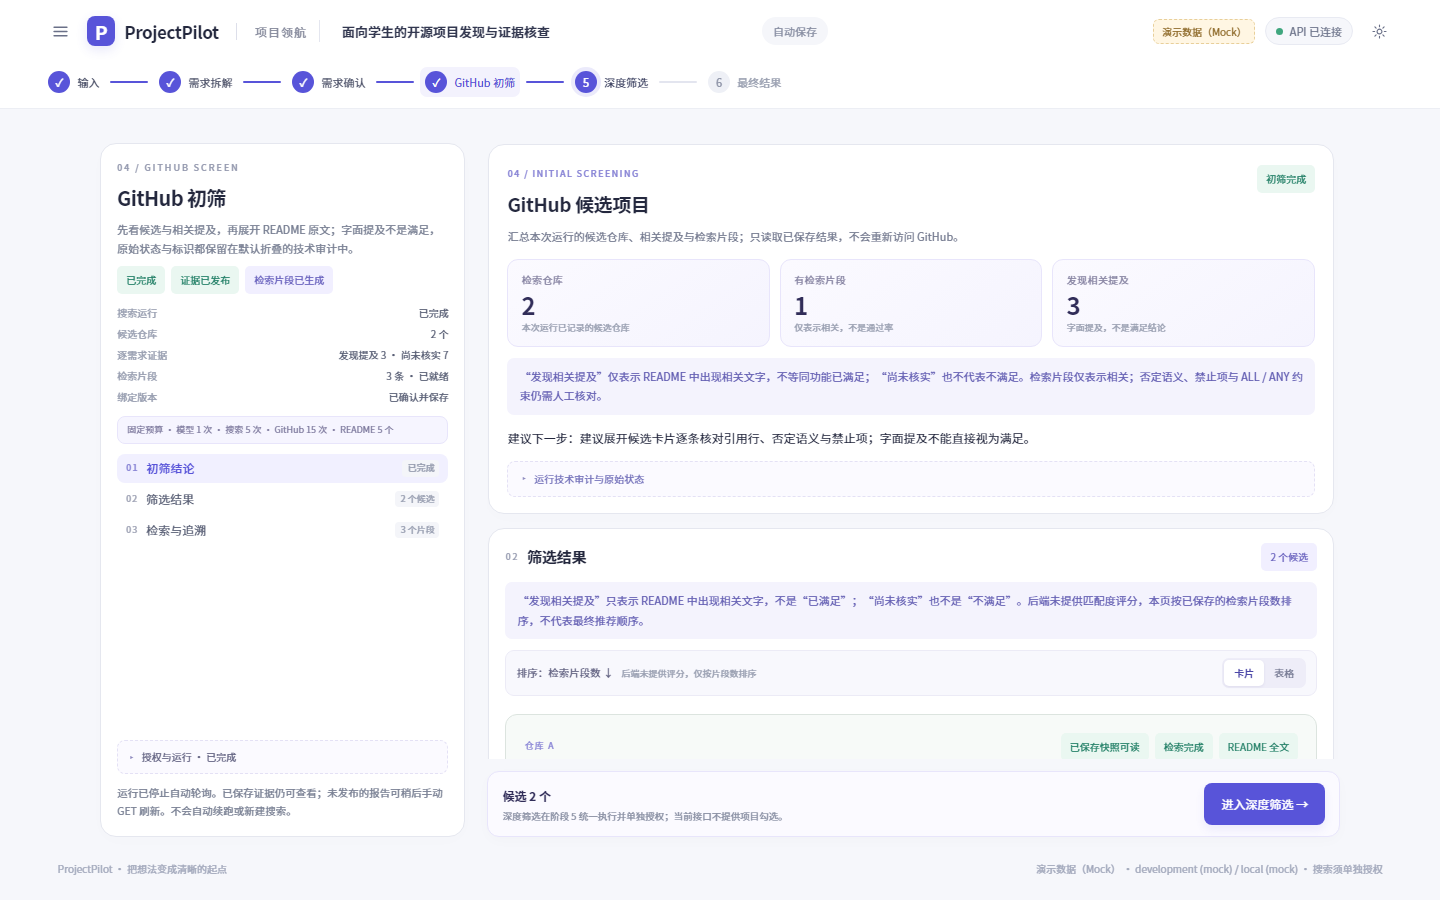 P ProjectPilot 项目领航 面向学生的开源项目发现与证据核查 自动保存 演示数据（Mock） API 已连接
✓ 输入 ✓ 需求拆解 ✓ 需求确认 ✓ GitHub 初筛 5 深度筛选 6 最终结果
04 / GITHUB SCREEN
GitHub 初筛
先看候选与相关提及，再展开 README 原文；字面提及不是满足，
原始状态与标识都保留在默认折叠的技术审计中。
已完成 证据已发布 检索片段已生成
搜索运行 已完成
候选仓库 2 个
逐需求证据 发现提及 3 · 尚未核实 7
检索片段 3 条 · 已就绪
绑定版本 已确认并保存
固定预算 · 模型 1 次 · 搜索 5 次 · GitHub 15 次 · README 5 个
01 初筛结论 已完成
02 筛选结果 2 个候选
03 检索与追溯 3 个片段
授权与运行 · 已完成
运行已停止自动轮询。已保存证据仍可查看；未发布的报告可稍后手动
GET 刷新。不会自动续跑或新建搜索。
04 / INITIAL SCREENING
初筛完成
GitHub 候选项目
汇总本次运行的候选仓库、相关提及与检索片段；只读取已保存结果，不会重新访问 GitHub。
检索仓库
2
本次运行已记录的候选仓库
有检索片段
1
仅表示相关，不是通过率
发现相关提及
3
字面提及，不是满足结论
“发现相关提及”仅表示 README 中出现相关文字，不等同功能已满足；“尚未核实”也不代表不满足。检索片段仅表示相关；否定语义、禁止项与 ALL / ANY 约
束仍需人工核对。
建议下一步：建议展开候选卡片逐条核对引用行、否定语义与禁止项；字面提及不能直接视为满足。
运行技术审计与原始状态
02 筛选结果 2 个候选
“发现相关提及”只表示 README 中出现相关文字，不是“已满足”；“尚未核实”也不是“不满足”。后端未提供匹配度评分，本页按已保存的检索片段数排
序，不代表最终推荐顺序。
排序：检索片段数 ↓ 后端未提供评分，仅按片段数排序 卡片 表格
仓库 A 已保存快照可读 检索完成 README 全文
候选 2 个
深度筛选在阶段 5 统一执行并单独授权；当前接口不提供项目勾选。
进入深度筛选 →
ProjectPilot · 把想法变成清晰的起点 演示数据（Mock） · development (mock) / local (mock) · 搜索须单独授权